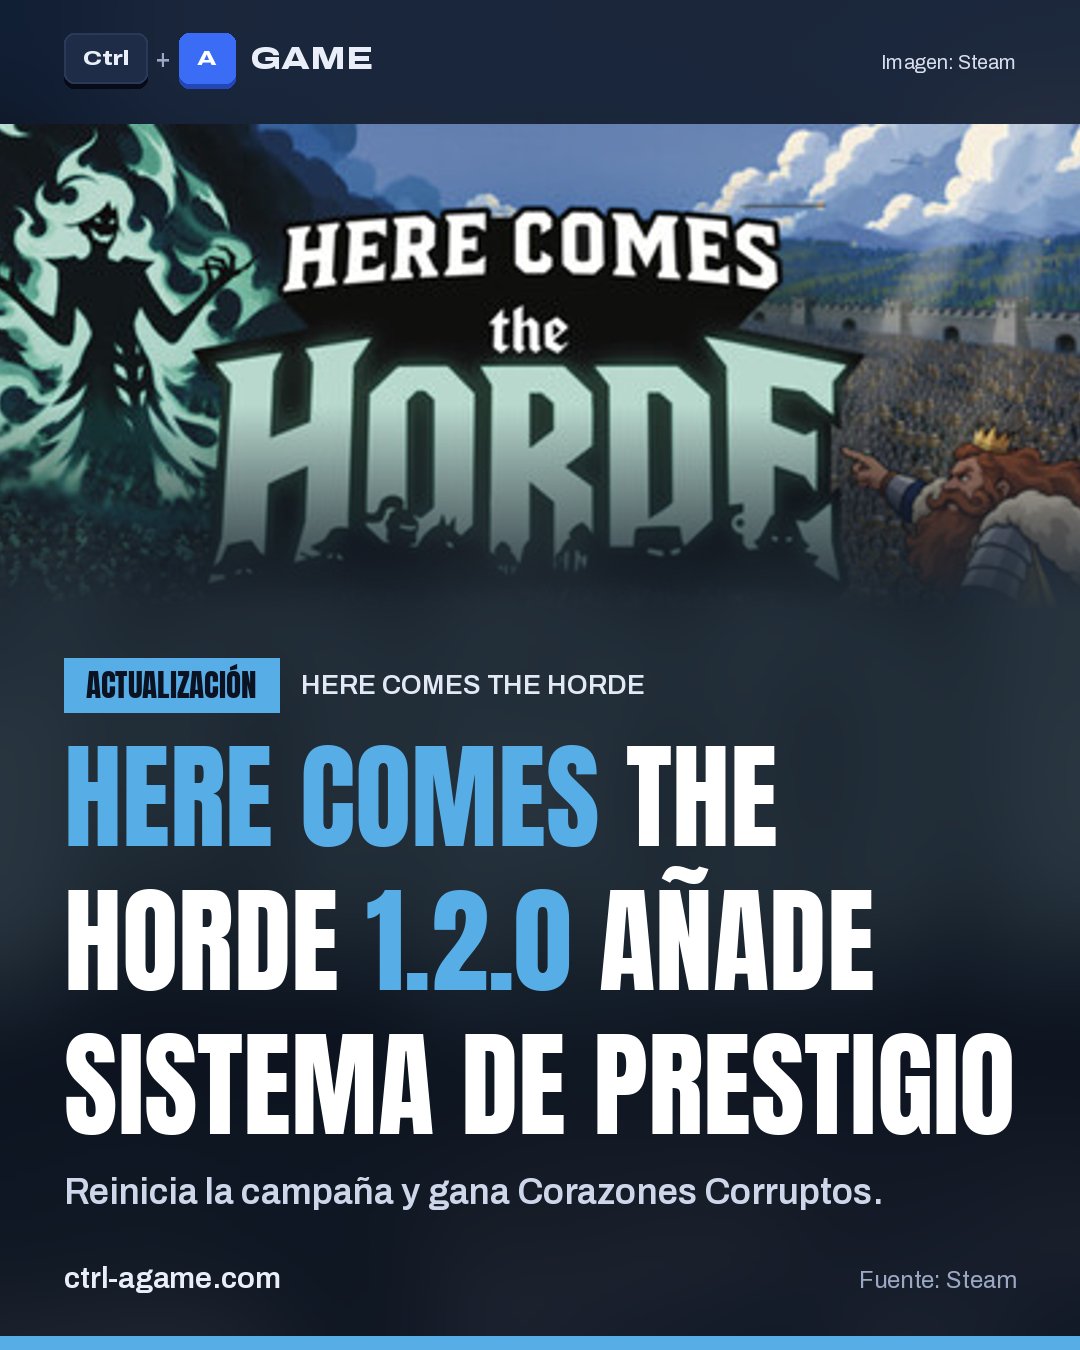 Ctrl + A GAME
Imagen: Steam
HERE COMES
the
HORDE
ACTUALIZACIÓN HERE COMES THE HORDE
HERE COMES THE
HORDE 1.2.0 AÑADE
SISTEMA DE PRESTIGIO
Reinicia la campaña y gana Corazones Corruptos.
ctrl-agame.com
Fuente: Steam